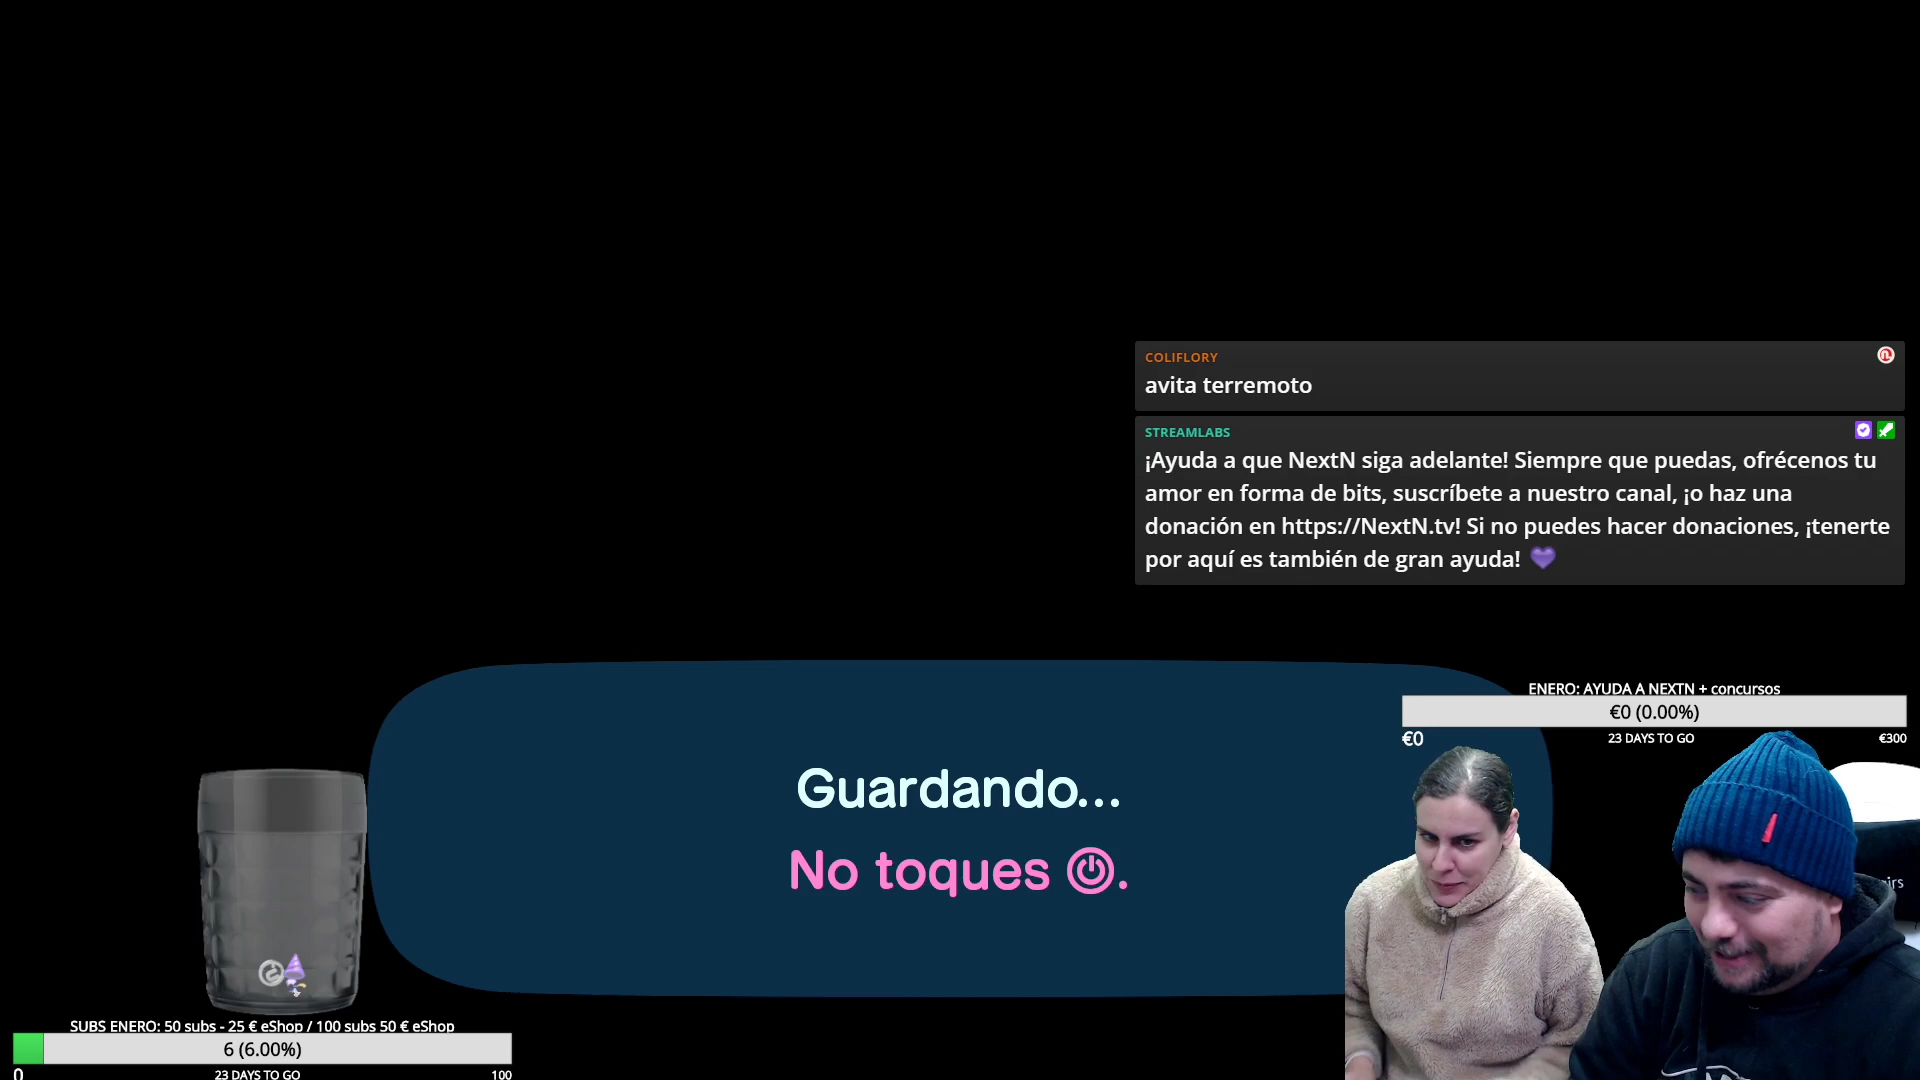 COLIFLORY
avita terremoto
STREAMLABS
¡Ayuda a que NextN siga adelante! Siempre que puedas, ofrécenos tu
amor en forma de bits, suscríbete a nuestro canal, ¡o haz una
donación en https://NextN.tv! Si no puedes hacer donaciones, ¡tenerte
por aquí es también de gran ayuda! 💜
ENERO: AYUDA A NEXTN + concursos
€0 (0.00%)
€0 23 DAYS TO GO €300
Guardando...
No toques ⏻.
SUBS ENERO: 50 subs - 25 € eShop / 100 subs 50 € eShop
6 (6.00%)
0 23 DAYS TO GO 100